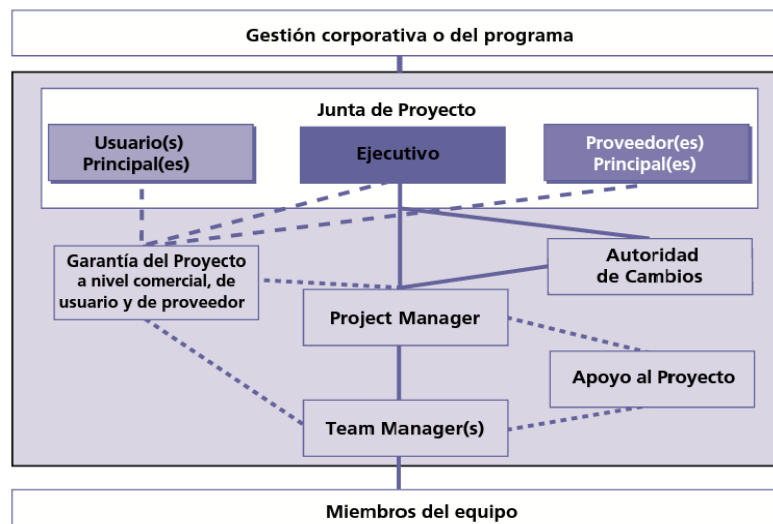 Gestión corporativa o del programa
Junta de Proyecto
Usuario(s)
Principal(es)
Ejecutivo
Proveedor(es)
Principal(es)
Garantía del Proyecto
a nivel comercial, de
usuario y de proveedor
Autoridad
de Cambios
Project Manager
Apoyo al Proyecto
Team Manager(s)
Miembros del equipo